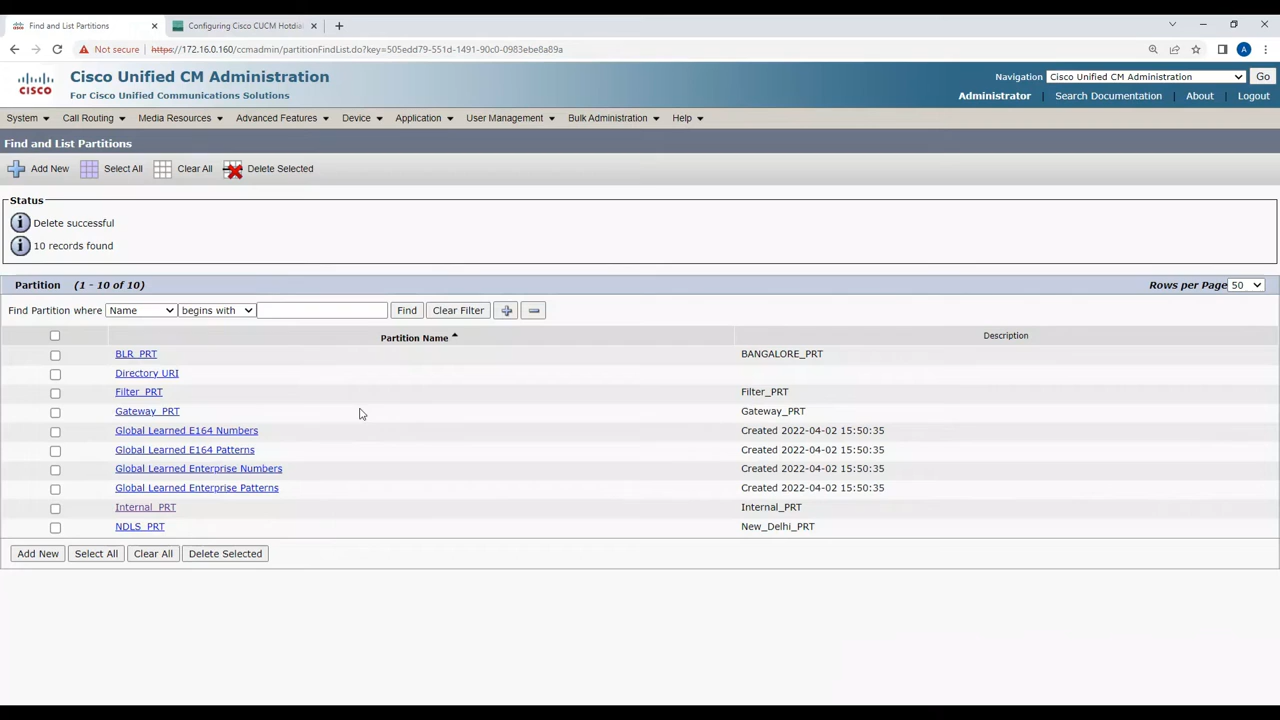 Find and List Partitions
Configuring Cisco CUCM Hotdia
Not secure https://172.16.0.160/ccmadmin/partitionFindList.do?key=505edd79-551d-1491-90c0-0983ebe8a89a
A
CISCO
Cisco Unified CM Administration
For Cisco Unified Communications Solutions
Navigation Cisco Unified CM Administration Go
Administrator | Search Documentation | About | Logout
System Call Routing Media Resources Advanced Features Device Application User Management Bulk Administration Help
Find and List Partitions
Add New Select All Clear All Delete Selected
Status
Delete successful
10 records found
Partition (1 - 10 of 10) Rows per Page 50
Find Partition where Name begins with Find Clear Filter
Partition Name Description
BLR_PRT BANGALORE_PRT
Directory URI
Filter_PRT Filter_PRT
Gateway_PRT Gateway_PRT
Global Learned E164 Numbers Created 2022-04-02 15:50:35
Global Learned E164 Patterns Created 2022-04-02 15:50:35
Global Learned Enterprise Numbers Created 2022-04-02 15:50:35
Global Learned Enterprise Patterns Created 2022-04-02 15:50:35
Internal_PRT Internal_PRT
NDLS_PRT New_Delhi_PRT
Add New Select All Clear All Delete Selected